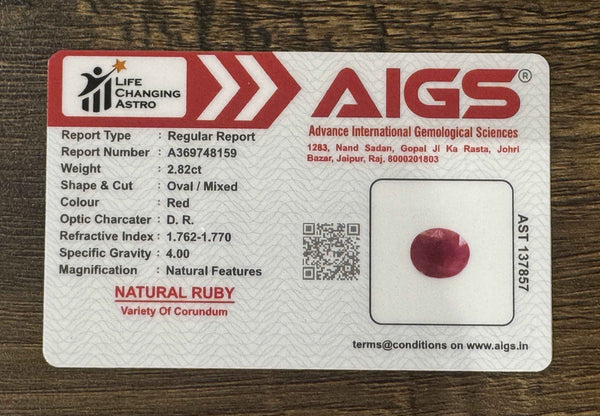 LIFE
CHANGING
ASTRO
AIGS®
Advance International Gemological Sciences
1283, Nand Sadan, Gopal Ji Ka Rasta, Johri
Bazar, Jaipur, Raj. 8000201803
Report Type : Regular Report
Report Number : A369748159
Weight : 2.82ct
Shape & Cut : Oval / Mixed
Colour : Red
Optic Charcater : D. R.
Refractive Index : 1.762-1.770
Specific Gravity : 4.00
Magnification : Natural Features
NATURAL RUBY
Variety Of Corundum
AST 137857
terms@conditions on www.aigs.in